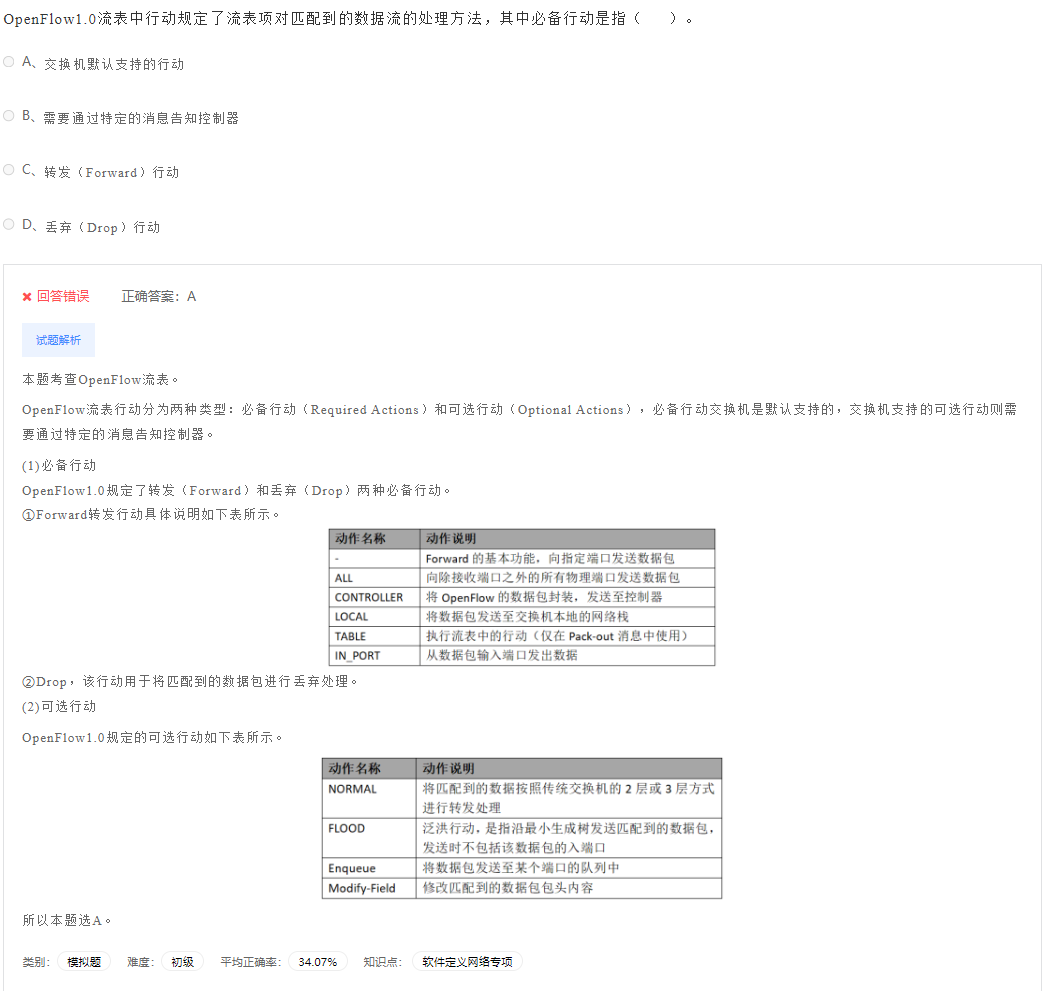 OpenFlow1.0流表中行动规定了流表项对匹配到的数据流的处理方法，其中必备行动是指（　　）。
A、交换机默认支持的行动
B、需要通过特定的消息告知控制器
C、转发（Forward）行动
D、丢弃（Drop）行动
✖ 回答错误 正确答案：A
试题解析
本题考查OpenFlow流表。
OpenFlow流表行动分为两种类型：必备行动（Required Actions）和可选行动（Optional Actions），必备行动交换机是默认支持的，交换机支持的可选行动则需
要通过特定的消息告知控制器。
(1)必备行动
OpenFlow1.0规定了转发（Forward）和丢弃（Drop）两种必备行动。
①Forward转发行动具体说明如下表所示。
动作名称 动作说明
- Forward 的基本功能，向指定端口发送数据包
ALL 向除接收端口之外的所有物理端口发送数据包
CONTROLLER 将 OpenFlow 的数据包封装，发送至控制器
LOCAL 将数据包发送至交换机本地的网络栈
TABLE 执行流表中的行动（仅在 Pack-out 消息中使用）
IN_PORT 从数据包输入端口发出数据
②Drop，该行动用于将匹配到的数据包进行丢弃处理。
(2)可选行动
OpenFlow1.0规定的可选行动如下表所示。
动作名称 动作说明
NORMAL 将匹配到的数据按照传统交换机的 2 层或 3 层方式
进行转发处理
FLOOD 泛洪行动，是指沿最小生成树发送匹配到的数据包，
发送时不包括该数据包的入端口
Enqueue 将数据包发送至某个端口的队列中
Modify-Field 修改匹配到的数据包包头内容
所以本题选A。
类别： 模拟题 难度： 初级 平均正确率： 34.07% 知识点： 软件定义网络专项